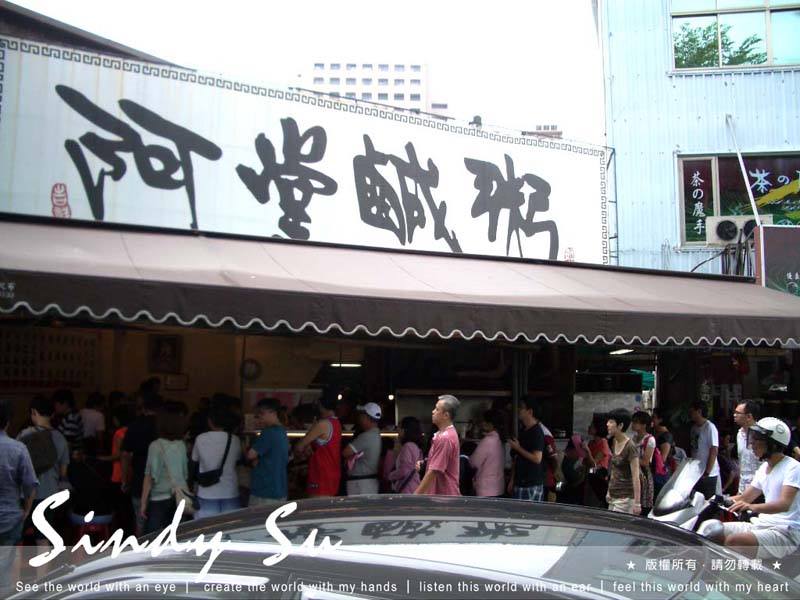 阿堂鹹粥
茶の魔手
茶の
Sindy Su
★ 版權所有．請勿轉載 ★
See the world with an eye | create the world with my hands | listen this world with an ear | feel this world with my heart